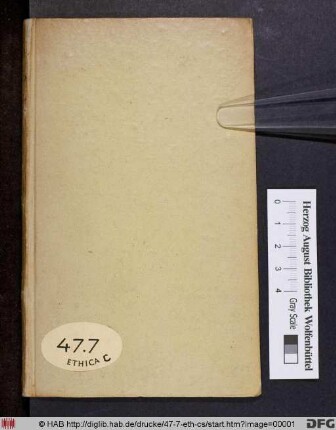 47.7
ETHICA C
0 1 2 3 4
Herzog August Bibliothek Wolfenbüttel
Gray Scale
© HAB http://diglib.hab.de/drucke/47-7-eth-cs/start.htm?image=00001
DFG